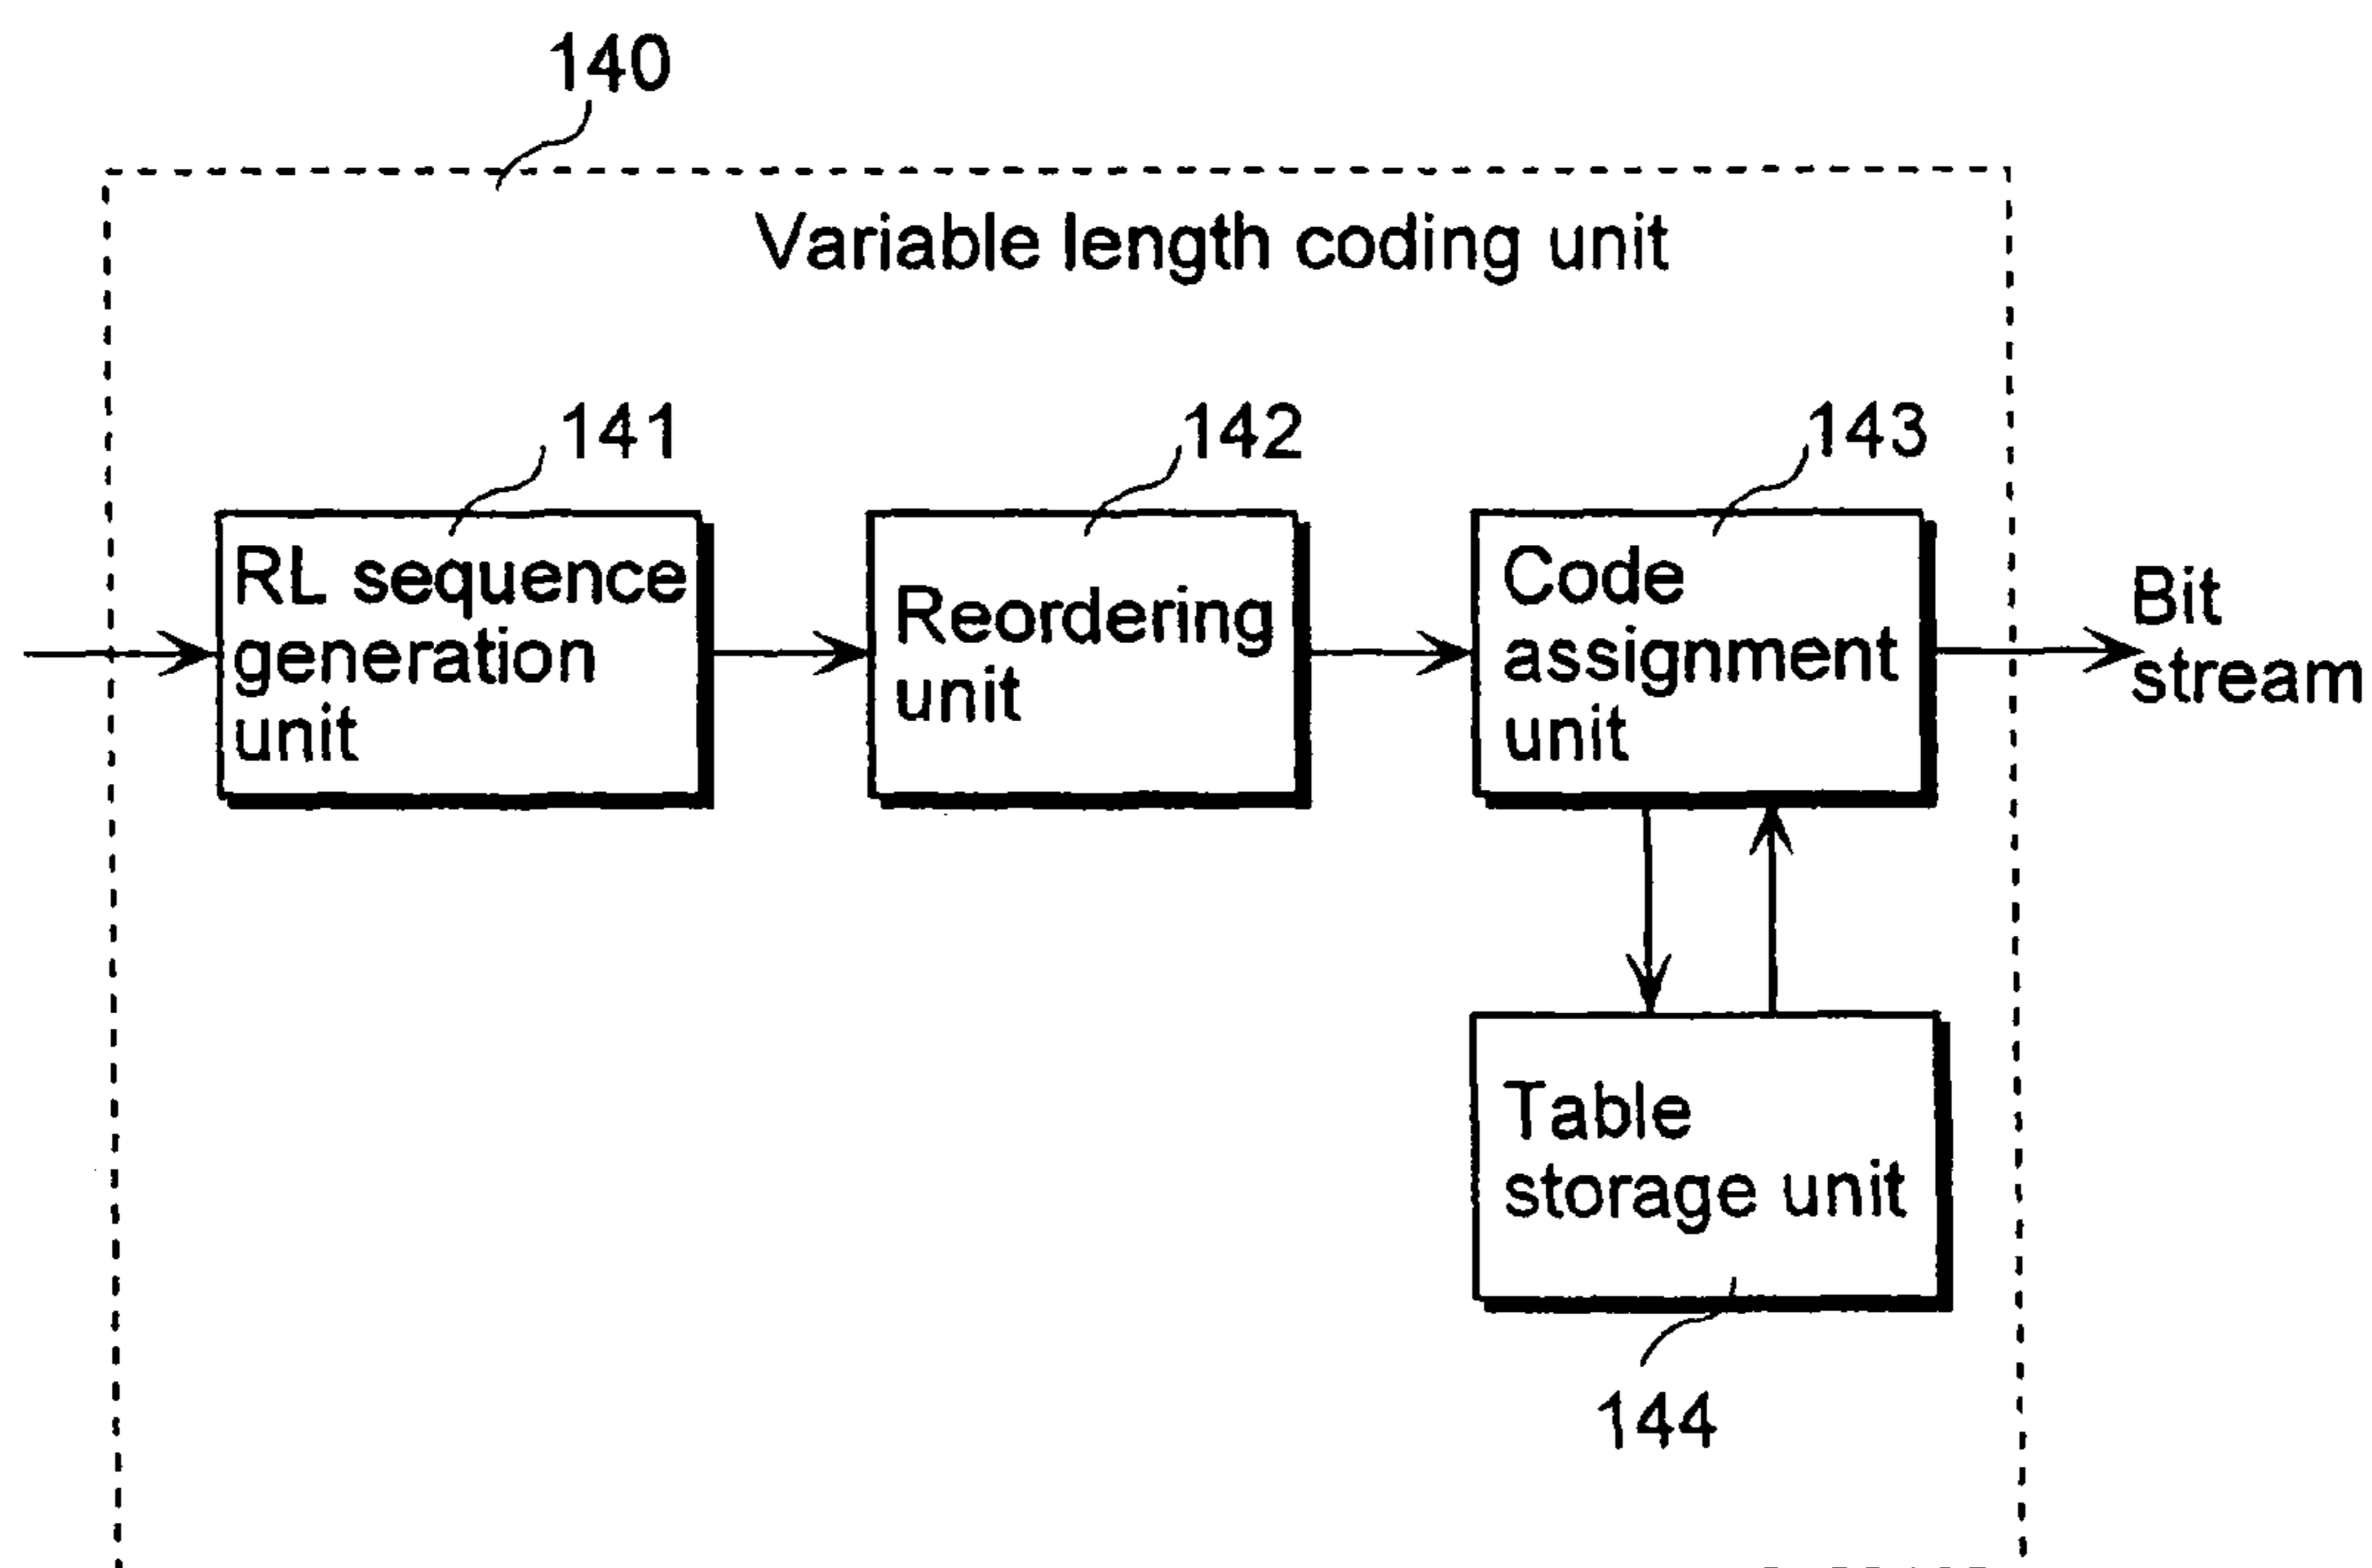 140
Variable length coding unit
141
142
143
RL sequence
generation
unit
Reordering
unit
Code
assignment
unit
Bit
stream
Table
storage unit
144